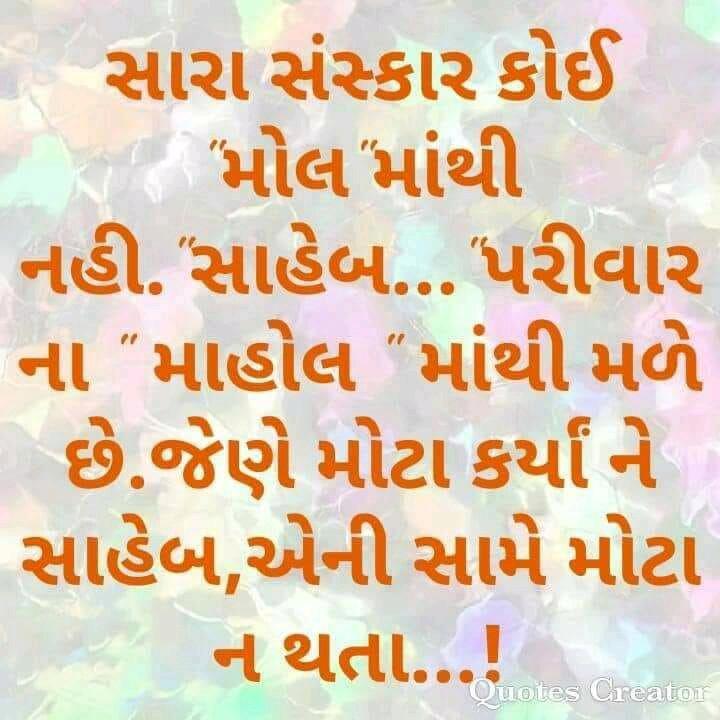 સારા સંસ્કાર કોઈ
"મોલ "માંથી
નહી. "સાહેબ... "પરીવાર
ના " માહોલ " માંથી મળે
છે.જેણે મોટા કર્યાં ને
સાહેબ,એની સામે મોટા
ન થતા...!
Quotes Creator